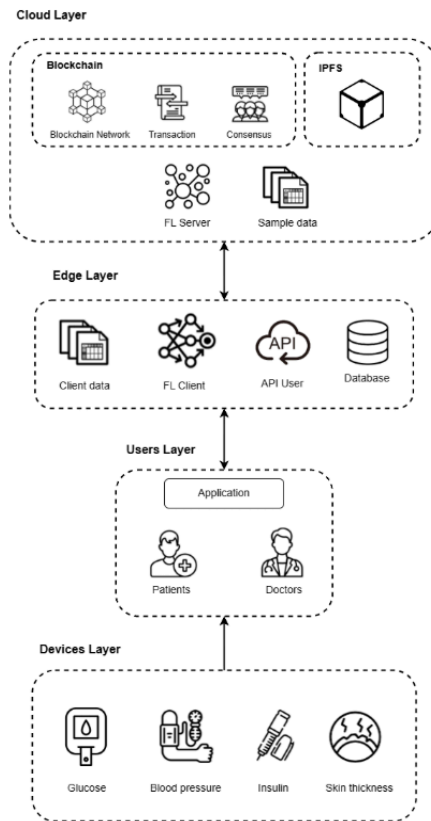 Cloud Layer
Blockchain
IPFS
Blockchain Network
Transaction
Consensus
FL Server
Sample data
Edge Layer
API
Client data
FL Client
API User
Database
Users Layer
Application
Patients
Doctors
Devices Layer
Glucose
Blood pressure
Insulin
Skin thickness